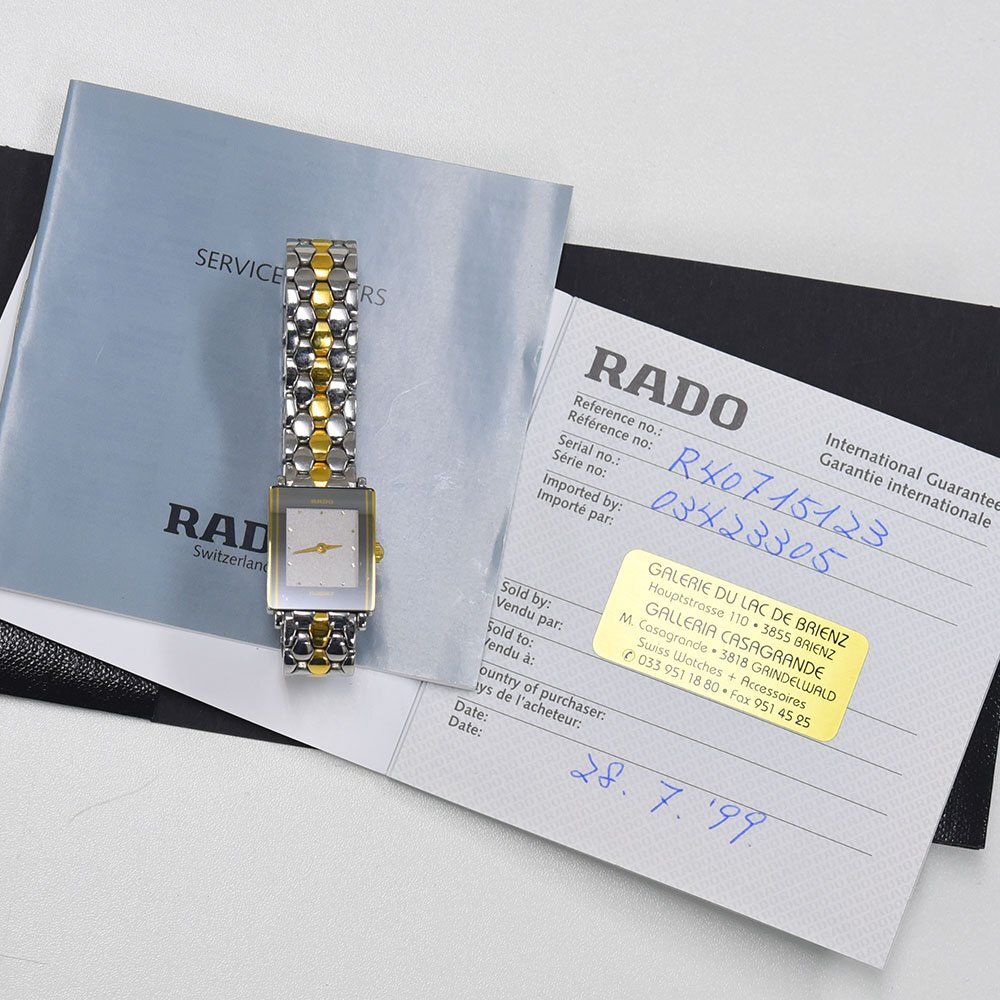 SERVICE
RADO
Switzerland
RADO
RADO
International Guarantee
Garantie internationale
Reference no.:
Référence no:
R40715123
Serial no.:
Série no:
03423305
Imported by:
Importé par:
GALERIE DU LAC DE BRIENZ
Hauptstrasse 110 • 3855 BRIENZ
GALLERIA CASAGRANDE
M. Casagrande • 3818 GRINDELWALD
Swiss Watches + Accessoires
✆ 033 951 18 80 • Fax 951 45 25
Sold by:
Vendu par:
Sold to:
Vendu à:
Country of purchaser:
Pays de l'acheteur:
Date:
Date:
28. 7. '99